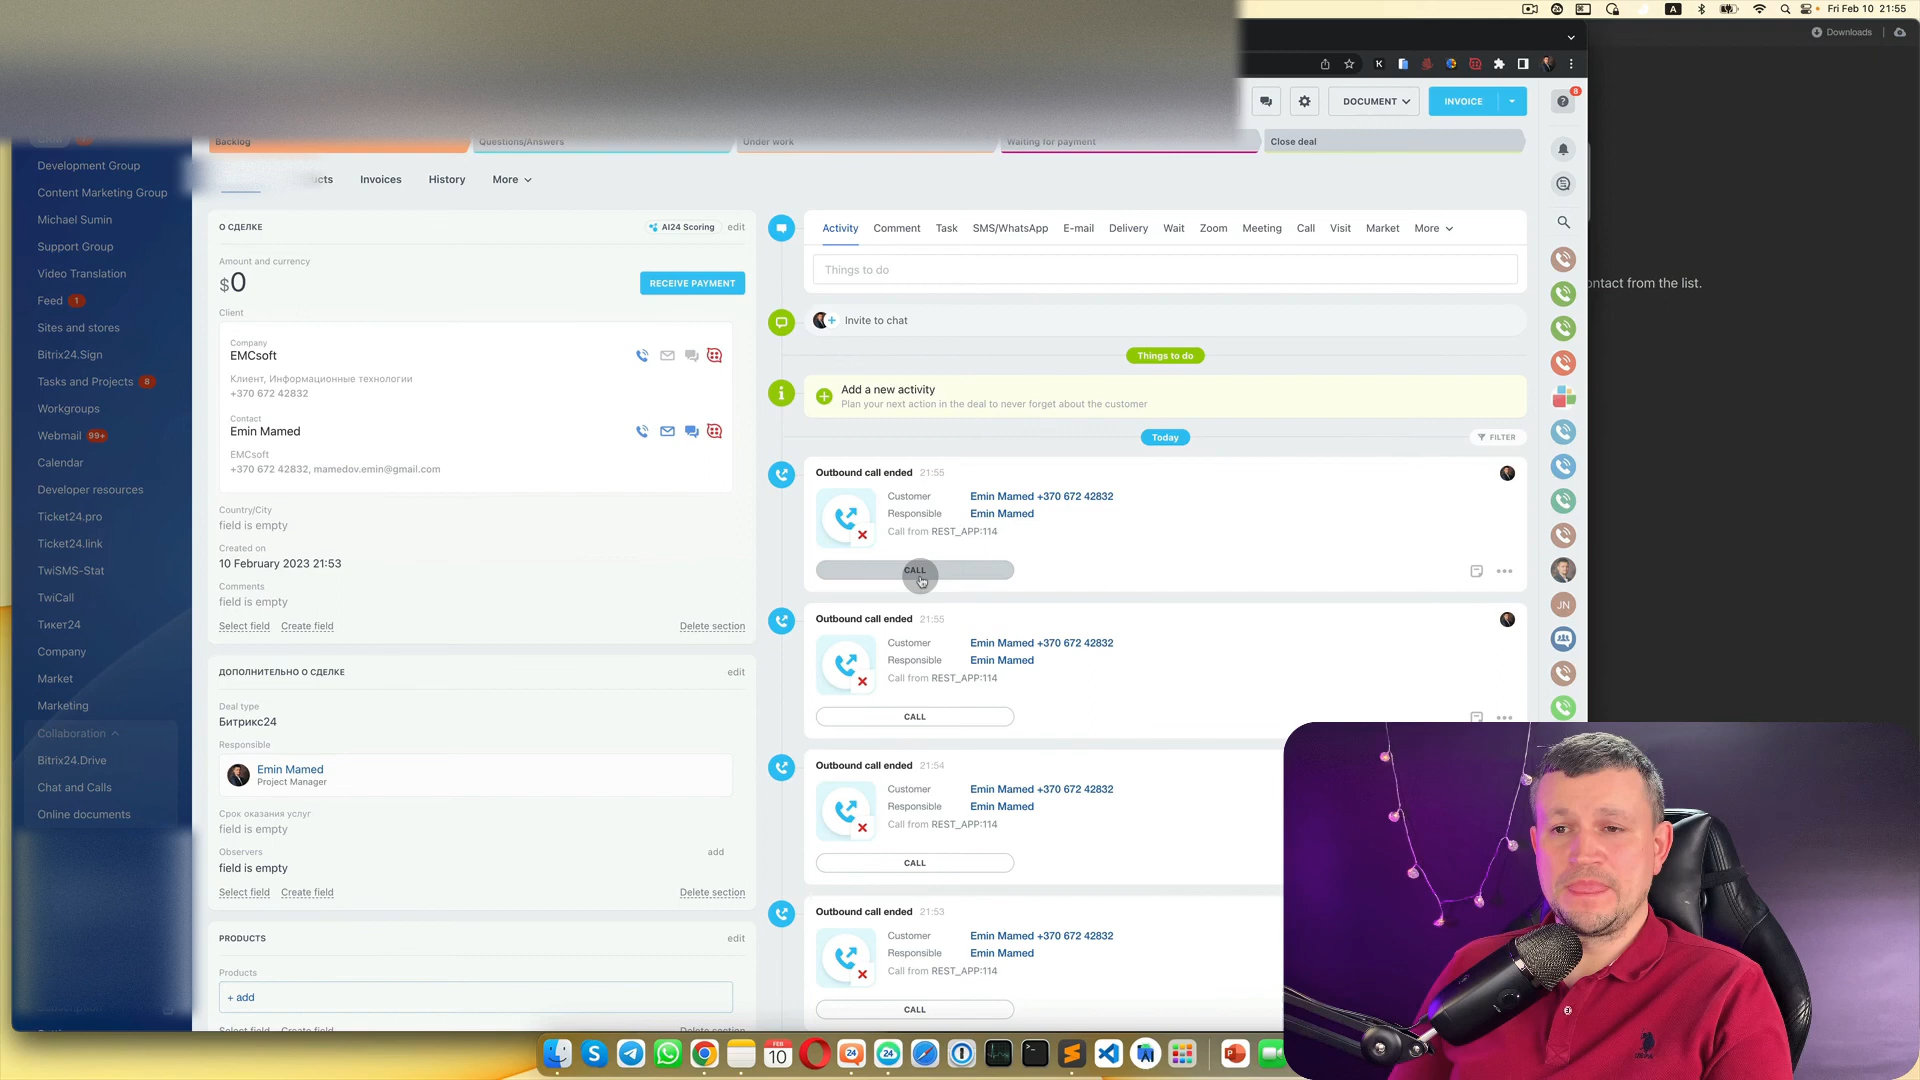 Fri Feb 10 21:55
Downloads
DOCUMENT
INVOICE
8
Backlog
Questions/Answers
Under work
Waiting for payment
Close deal
Invoices
History
More
Development Group
Content Marketing Group
Michael Sumin
Support Group
Video Translation
Feed 1
Sites and stores
Bitrix24.Sign
Tasks and Projects 8
Workgroups
Webmail 99+
Calendar
Developer resources
Ticket24.pro
Ticket24.link
TwiSMS-Stat
TwiCall
Тикет24
Company
Market
Marketing
Collaboration
Bitrix24.Drive
Chat and Calls
Online documents
О СДЕЛКЕ
AI24 Scoring
edit
Amount and currency
$0
RECEIVE PAYMENT
Client
Company
EMCsoft
Клиент, Информационные технологии
+370 672 42832
Contact
Emin Mamed
EMCsoft
+370 672 42832, mamedov.emin@gmail.com
Country/City
field is empty
Created on
10 February 2023 21:53
Comments
field is empty
Select field Create field Delete section
ДОПОЛНИТЕЛЬНО О СДЕЛКЕ
edit
Deal type
Битрикс24
Responsible
Emin Mamed
Project Manager
Срок оказания услуг
field is empty
Observers
add
field is empty
Select field Create field Delete section
PRODUCTS
edit
Products
+ add
Select field Create field Delete section
Activity Comment Task SMS/WhatsApp E-mail Delivery Wait Zoom Meeting Call Visit Market More
Things to do
Invite to chat
Things to do
Add a new activity
Plan your next action in the deal to never forget about the customer
Today
FILTER
Outbound call ended 21:55
Customer Emin Mamed +370 672 42832
Responsible Emin Mamed
Call from REST_APP:114
CALL
Outbound call ended 21:55
Customer Emin Mamed +370 672 42832
Responsible Emin Mamed
Call from REST_APP:114
CALL
Outbound call ended 21:54
Customer Emin Mamed +370 672 42832
Responsible Emin Mamed
Call from REST_APP:114
CALL
Outbound call ended 21:53
Customer Emin Mamed +370 672 42832
Responsible Emin Mamed
Call from REST_APP:114
CALL
JN
ontact from the list.
FEB
10
24
24